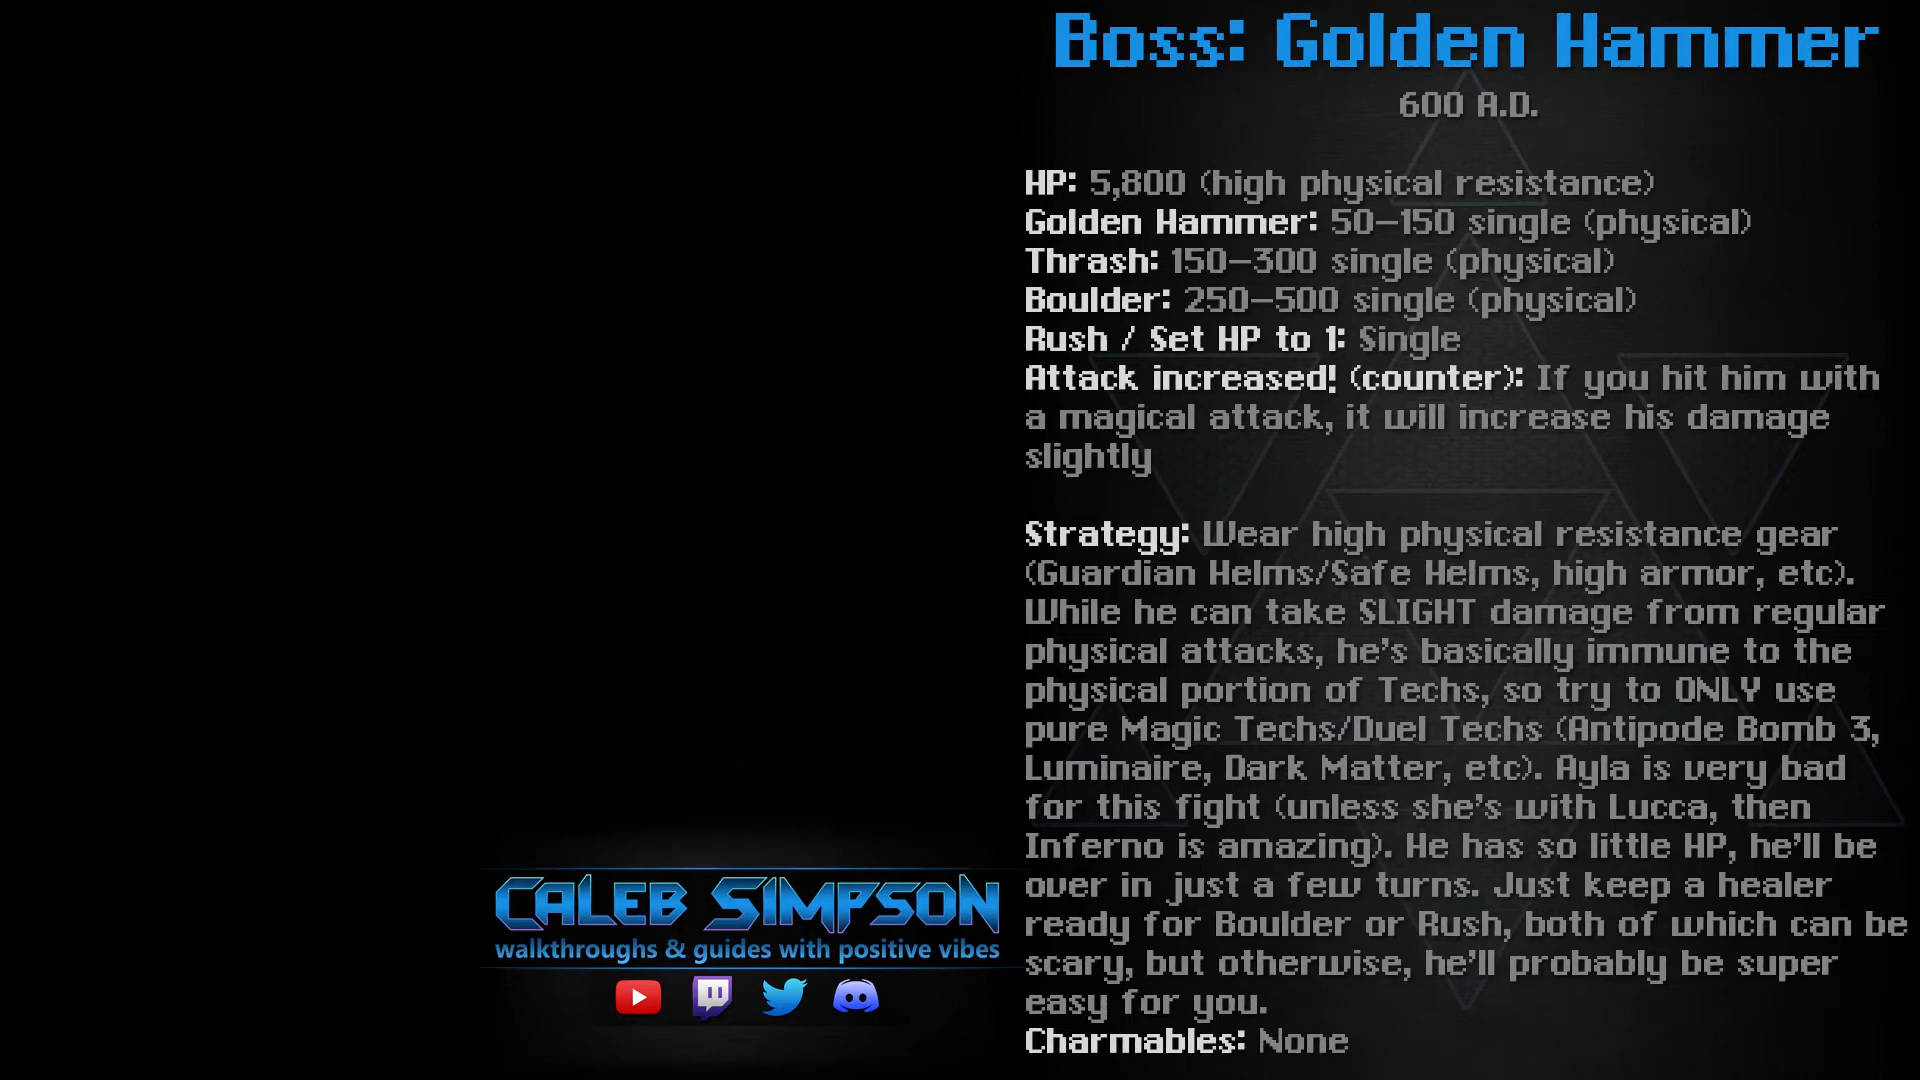 Boss: Golden Hammer
600 A.D.
HP: 5,800 (high physical resistance)
Golden Hammer: 50–150 single (physical)
Thrash: 150–300 single (physical)
Boulder: 250–500 single (physical)
Rush / Set HP to 1: Single
Attack increased! (counter): If you hit him with
a magical attack, it will increase his damage
slightly
Strategy: Wear high physical resistance gear
(Guardian Helms/Safe Helms, high armor, etc).
While he can take SLIGHT damage from regular
physical attacks, he's basically immune to the
physical portion of Techs, so try to ONLY use
pure Magic Techs/Duel Techs (Antipode Bomb 3,
Luminaire, Dark Matter, etc). Ayla is very bad
for this fight (unless she's with Lucca, then
Inferno is amazing). He has so little HP, he'll be
over in just a few turns. Just keep a healer
ready for Boulder or Rush, both of which can be
scary, but otherwise, he'll probably be super
easy for you.
Charmables: None
CALEB SIMPSON
walkthroughs & guides with positive vibes